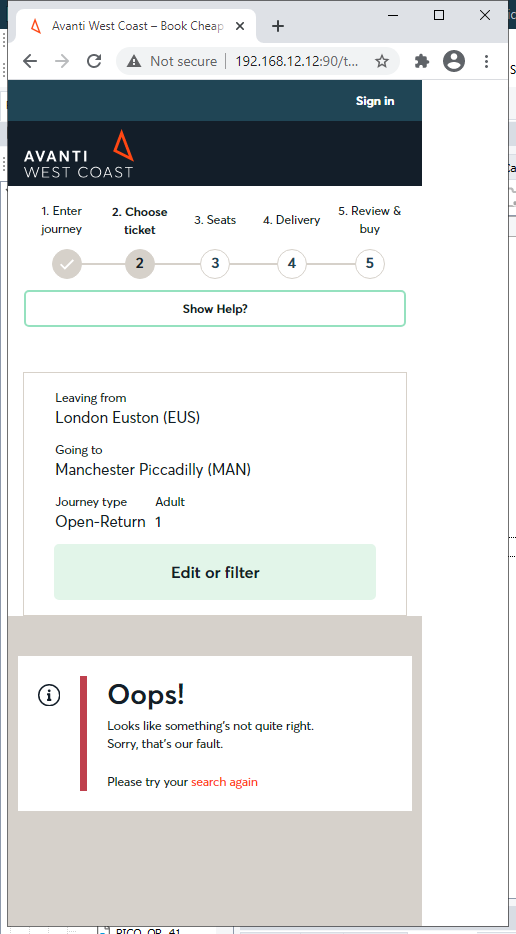 Avanti West Coast – Book Cheap
Not secure
192.168.12.12:90/t...
Sign in
AVANTI
WEST COAST
1. Enter journey
2. Choose ticket
3. Seats
4. Delivery
5. Review & buy
2
3
4
5
Show Help?
Leaving from
London Euston (EUS)
Going to
Manchester Piccadilly (MAN)
Journey type Adult
Open-Return 1
Edit or filter
Oops!
Looks like something's not quite right.
Sorry, that's our fault.
Please try your search again